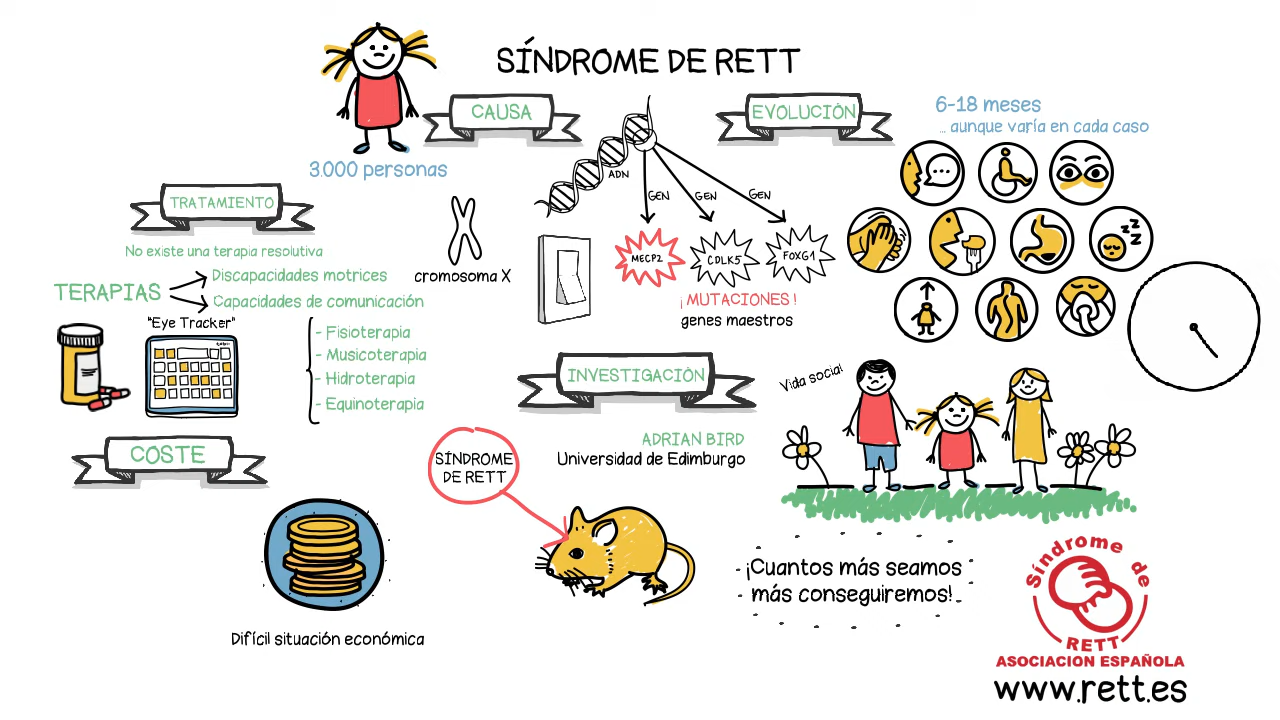 SÍNDROME DE RETT
3.000 personas
CAUSA
ADN
GEN
GEN
GEN
cromosoma X
MECP2
CDLK5
FOXG1
¡ MUTACIONES !
genes maestros
EVOLUCIÓN
6-18 meses
... aunque varía en cada caso
z z z
TRATAMIENTO
No existe una terapia resolutiva
TERAPIAS
Discapacidades motrices
Capacidades de comunicación
"Eye Tracker"
- Fisioterapia
- Musicoterapia
- Hidroterapia
- Equinoterapia
COSTE
Difícil situación económica
INVESTIGACIÓN
ADRIAN BIRD
Universidad de Edimburgo
SÍNDROME
DE RETT
Vida social
¡Cuantos más seamos
más conseguiremos!
Síndrome de
RETT
ASOCIACION ESPAÑOLA
www.rett.es